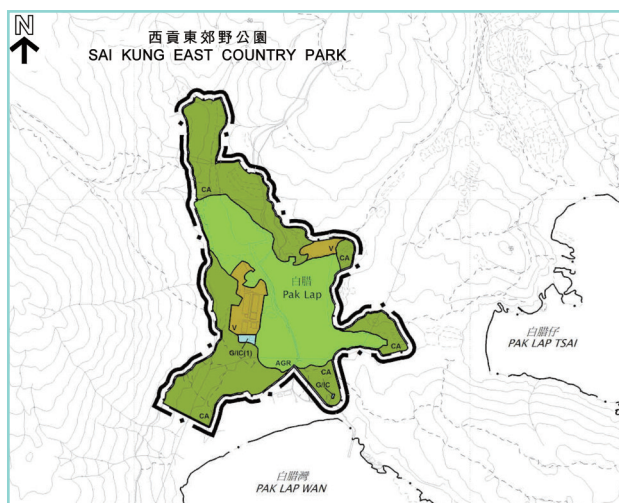 N
西貢東郊野公園
SAI KUNG EAST COUNTRY PARK
CA
V
CA
白腊
Pak Lap
V
G/IC(1)
CA
AGR
CA
G/IC
CA
白腊仔
PAK LAP TSAI
白腊灣
PAK LAP WAN